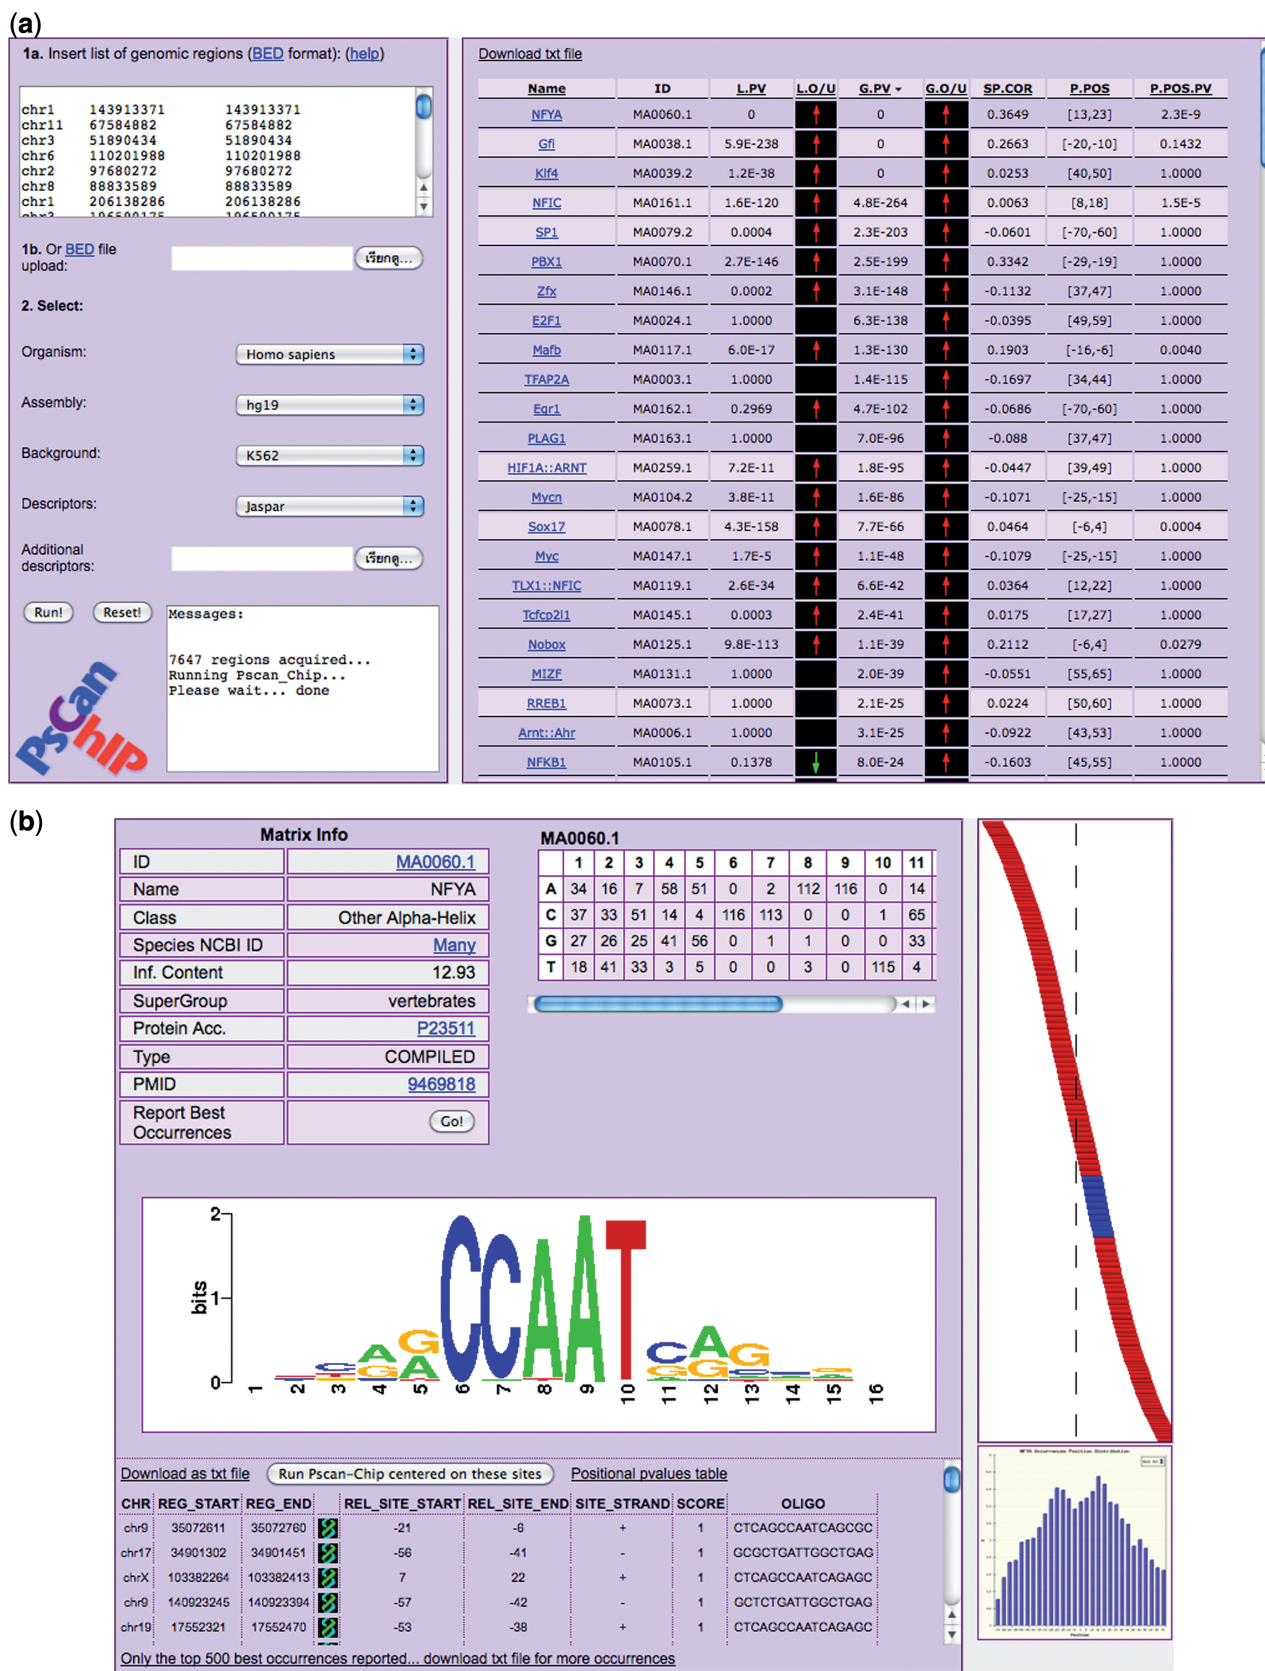 (a)
1a. Insert list of genomic regions (BED format): (help)
chr1 143913371 143913371
chr11 67584882 67584882
chr3 51890434 51890434
chr6 110201988 110201988
chr2 97680272 97680272
chr8 88833589 88833589
chr1 206138286 206138286
1b. Or BED file
upload:
เรียกดู...
2. Select:
Organism: Homo sapiens
Assembly: hg19
Background: K562
Descriptors: Jaspar
Additional
descriptors:
เรียกดู...
Run! Reset!
Messages:
7647 regions acquired...
Running Pscan_Chip...
Please wait... done
PsCan
ChIP
Download txt file
Name ID L.PV L.O/U G.PV G.O/U SP.COR P.POS P.POS.PV
NFYA MA0060.1 0 0 0.3649 [13,23] 2.3E-9
Gfi MA0038.1 5.9E-238 0 0.2663 [-20,-10] 0.1432
Klf4 MA0039.2 1.2E-38 0 0.0253 [40,50] 1.0000
NFIC MA0161.1 1.6E-120 4.8E-264 0.0063 [8,18] 1.5E-5
SP1 MA0079.2 0.0004 2.3E-203 -0.0601 [-70,-60] 1.0000
PBX1 MA0070.1 2.7E-146 2.5E-199 0.3342 [-29,-19] 1.0000
Zfx MA0146.1 0.0002 3.1E-148 -0.1132 [37,47] 1.0000
E2F1 MA0024.1 1.0000 6.3E-138 -0.0395 [49,59] 1.0000
Mafb MA0117.1 6.0E-17 1.3E-130 0.1903 [-16,-6] 0.0040
TFAP2A MA0003.1 1.0000 1.4E-115 -0.1697 [34,44] 1.0000
Egr1 MA0162.1 0.2969 4.7E-102 -0.0686 [-70,-60] 1.0000
PLAG1 MA0163.1 1.0000 7.0E-96 -0.088 [37,47] 1.0000
HIF1A::ARNT MA0259.1 7.2E-11 1.8E-95 -0.0447 [39,49] 1.0000
Mycn MA0104.2 3.8E-11 1.6E-86 -0.1071 [-25,-15] 1.0000
Sox17 MA0078.1 4.3E-158 7.7E-66 0.0464 [-6,4] 0.0004
Myc MA0147.1 1.7E-5 1.1E-48 -0.1079 [-25,-15] 1.0000
TLX1::NFIC MA0119.1 2.6E-34 6.6E-42 0.0364 [12,22] 1.0000
Tcfcp2l1 MA0145.1 0.0003 2.4E-41 0.0175 [17,27] 1.0000
Nobox MA0125.1 9.8E-113 1.1E-39 0.2112 [-6,4] 0.0279
MIZF MA0131.1 1.0000 2.0E-39 -0.0551 [55,65] 1.0000
RREB1 MA0073.1 1.0000 2.1E-25 0.0224 [50,60] 1.0000
Arnt::Ahr MA0006.1 1.0000 3.1E-25 -0.0922 [43,53] 1.0000
NFKB1 MA0105.1 0.1378 8.0E-24 -0.1603 [45,55] 1.0000
(b)
Matrix Info
ID MA0060.1
Name NFYA
Class Other Alpha-Helix
Species NCBI ID Many
Inf. Content 12.93
SuperGroup vertebrates
Protein Acc. P23511
Type COMPILED
PMID 9469818
Report Best
Occurrences Go!
MA0060.1
1 2 3 4 5 6 7 8 9 10 11
A 34 16 7 58 51 0 2 112 116 0 14
C 37 33 51 14 4 116 113 0 0 1 65
G 27 26 25 41 56 0 1 1 0 0 33
T 18 41 33 3 5 0 0 3 0 115 4
bits
2
1
0
CCAAT
1 2 3 4 5 6 7 8 9 10 11 12 13 14 15 16
Download as txt file Run Pscan-Chip centered on these sites Positional pvalues table
CHR REG_START REG_END REL_SITE_START REL_SITE_END SITE_STRAND SCORE OLIGO
chr9 35072611 35072760 -21 -6 + 1 CTCAGCCAATCAGCGC
chr17 34901302 34901451 -56 -41 - 1 GCGCTGATTGGCTGAG
chrX 103382264 103382413 7 22 + 1 CTCAGCCAATCAGAGC
chr9 140923245 140923394 -57 -42 - 1 GCTCTGATTGGCTGAG
chr19 17552321 17552470 -53 -38 + 1 CTCAGCCAATCAGAGC
Only the top 500 best occurrences reported... download txt file for more occurrences
NFYA Occurrences Position Distribution
Position